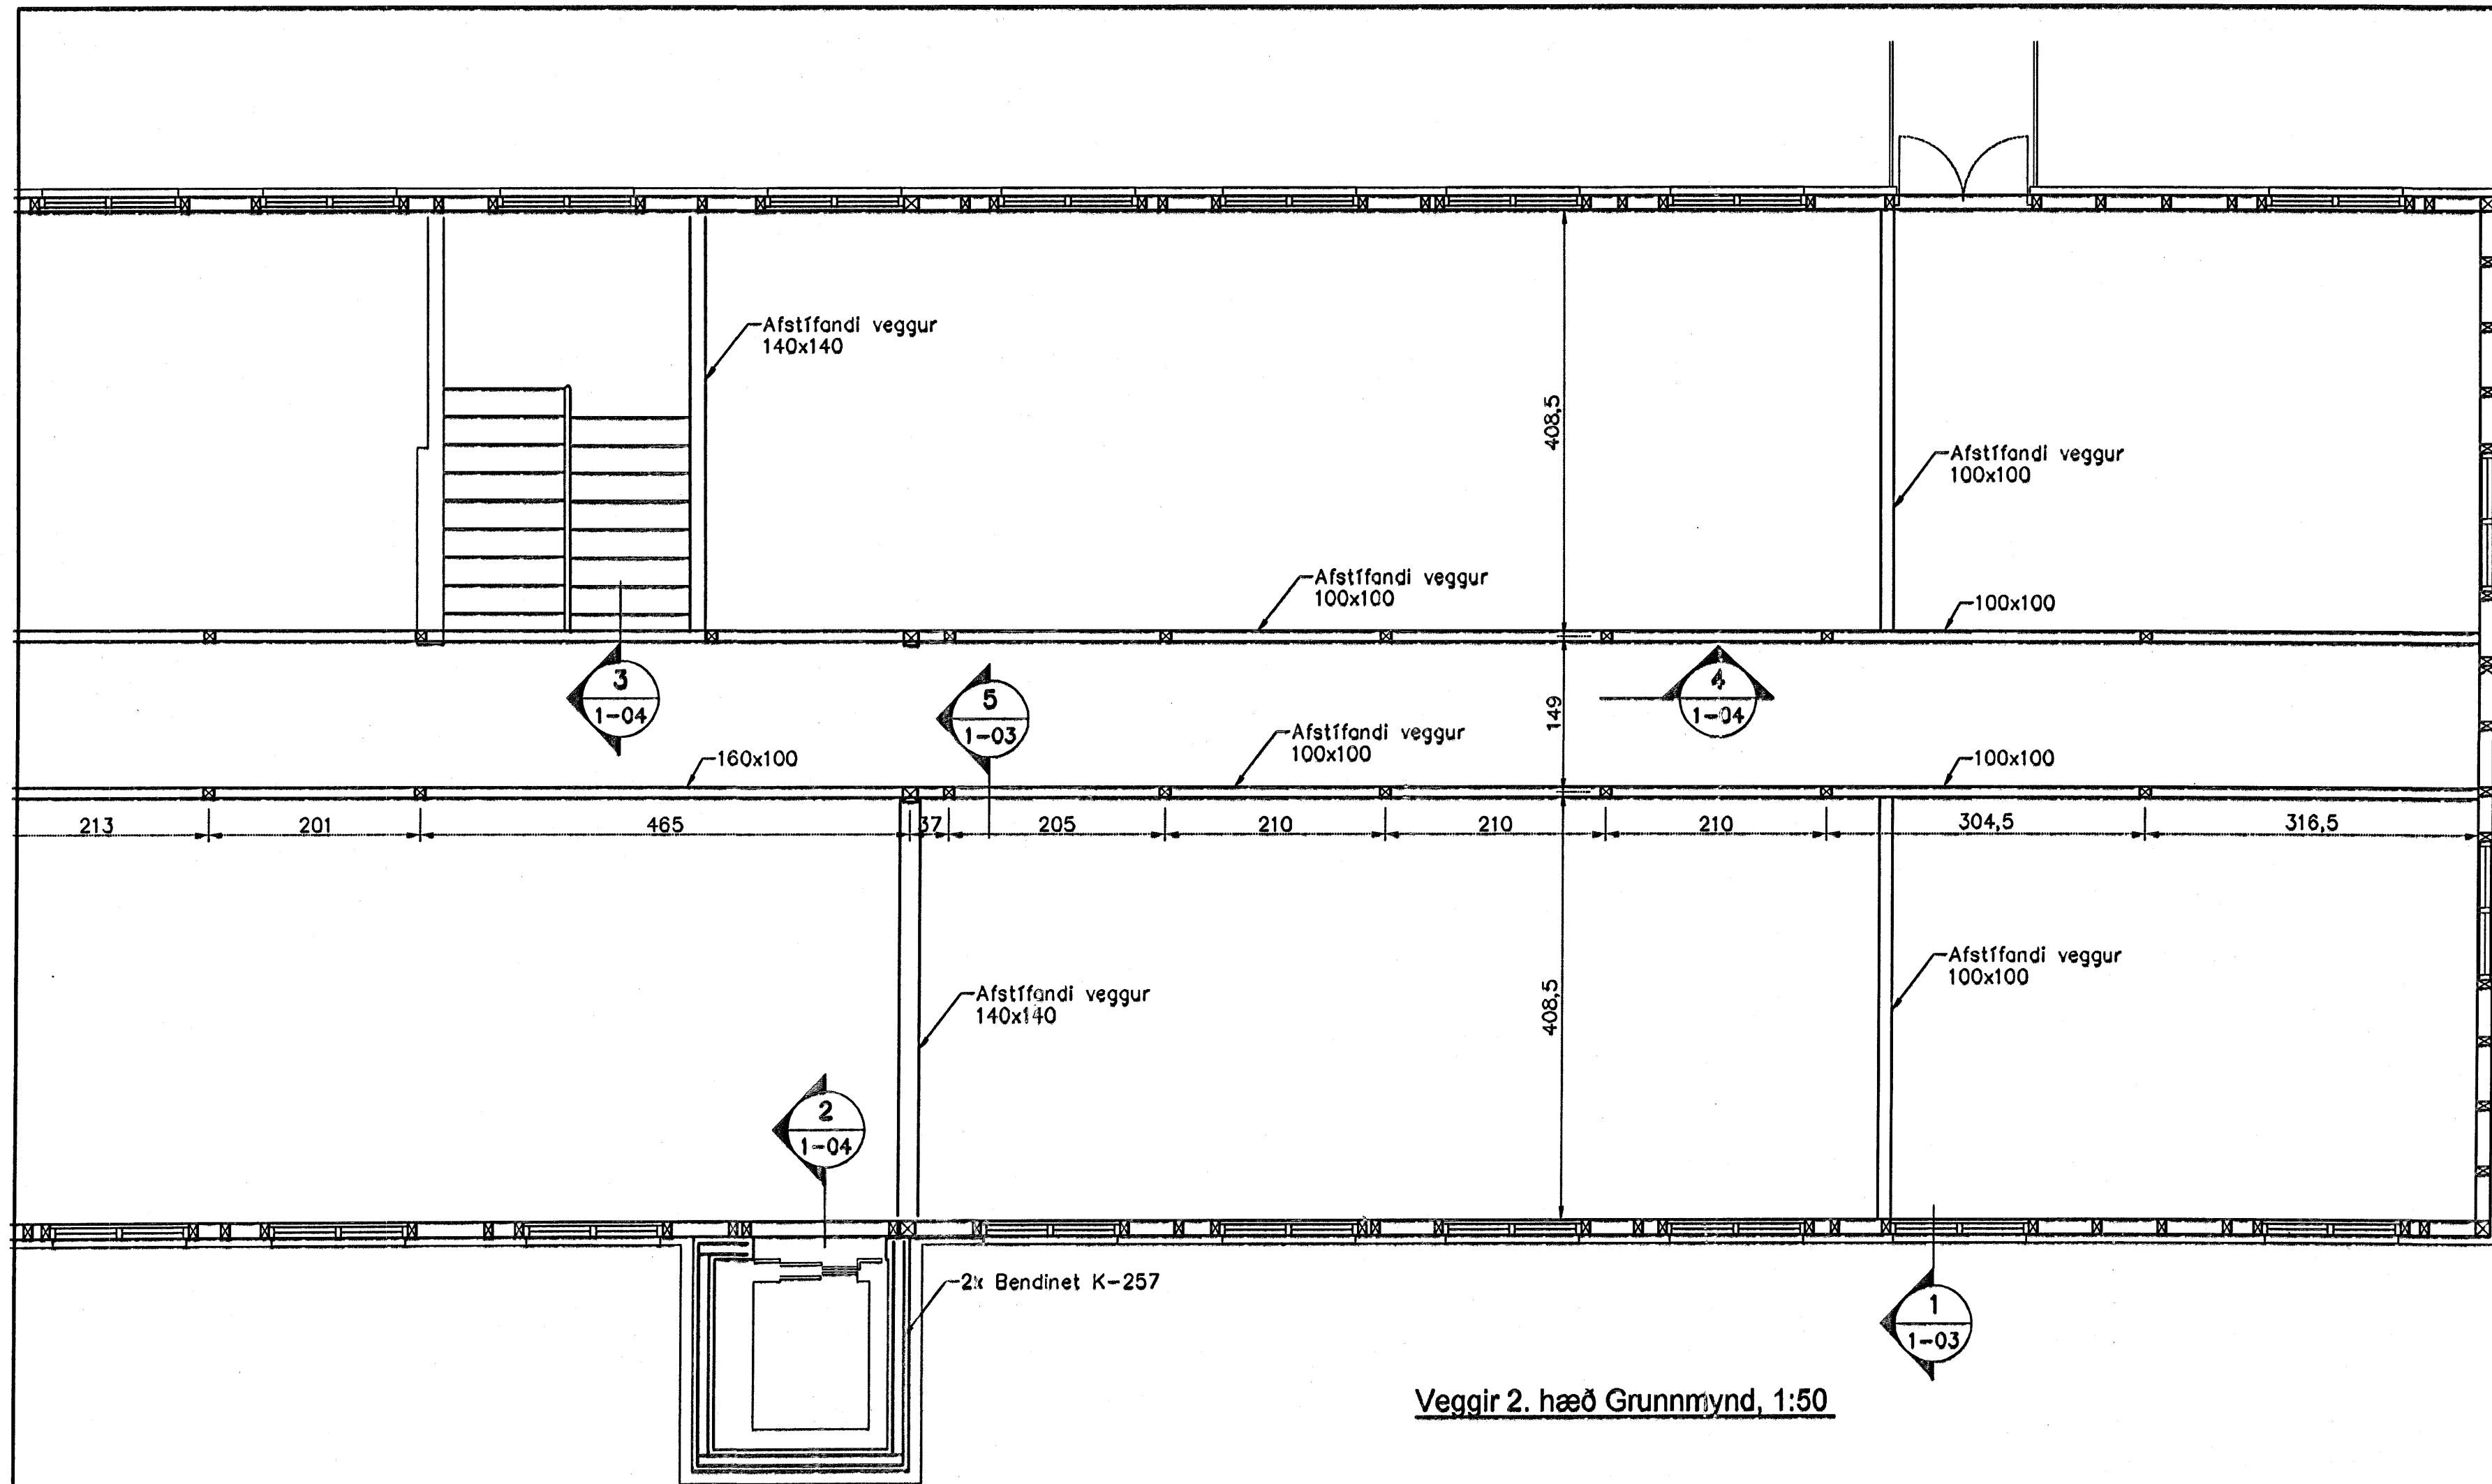 Afstífandi veggur
140x140
408,5
Afstífandi veggur
100x100
Afstífandi veggur
100x100
100x100
3
1-04
5
1-03
4
1-04
149
Afstífandi veggur
100x100
160x100
100x100
213
201
465
37
205
210
210
210
304,5
316,5
Afstífandi veggur
140x140
408,5
Afstífandi veggur
100x100
2
1-04
2x Bendinet K-257
1
1-03
Veggir 2. hæð Grunnmynd, 1:50